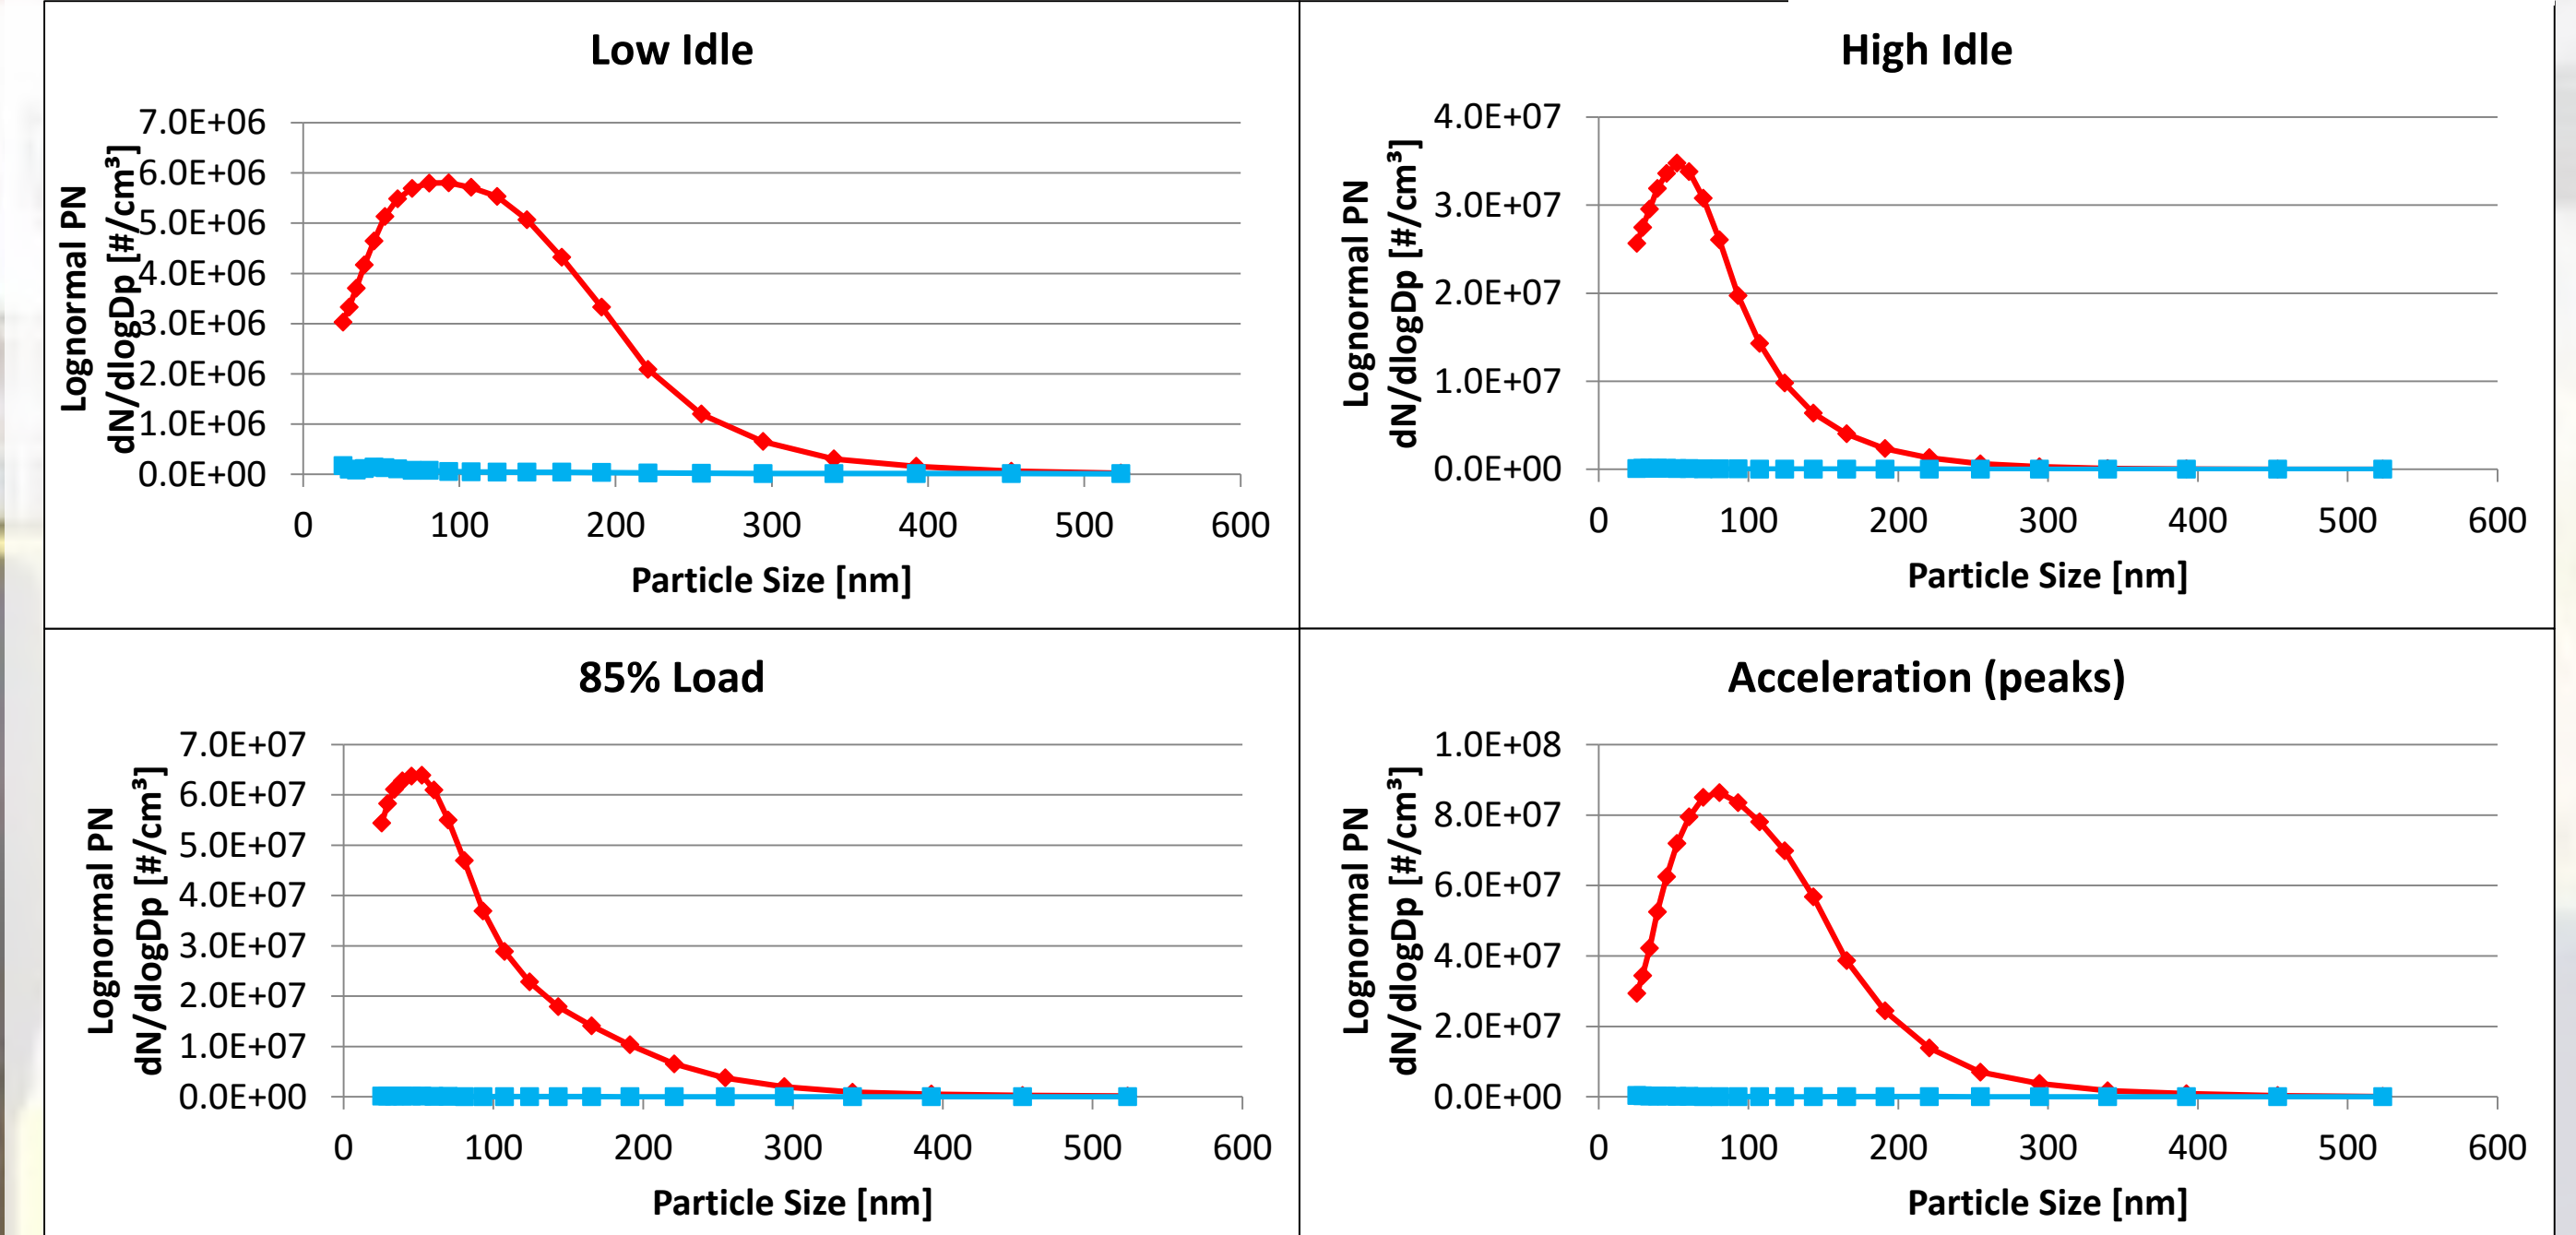 Low Idle
7.0E+06
6.0E+06
5.0E+06
4.0E+06
3.0E+06
2.0E+06
1.0E+06
0.0E+00
Lognormal PN
dN/dlogDp [#/cm³]
0 100 200 300 400 500 600
Particle Size [nm]
High Idle
4.0E+07
3.0E+07
2.0E+07
1.0E+07
0.0E+00
Lognormal PN
dN/dlogDp [#/cm³]
0 100 200 300 400 500 600
Particle Size [nm]
85% Load
7.0E+07
6.0E+07
5.0E+07
4.0E+07
3.0E+07
2.0E+07
1.0E+07
0.0E+00
Lognormal PN
dN/dlogDp [#/cm³]
0 100 200 300 400 500 600
Particle Size [nm]
Acceleration (peaks)
1.0E+08
8.0E+07
6.0E+07
4.0E+07
2.0E+07
0.0E+00
Lognormal PN
dN/dlogDp [#/cm³]
0 100 200 300 400 500 600
Particle Size [nm]